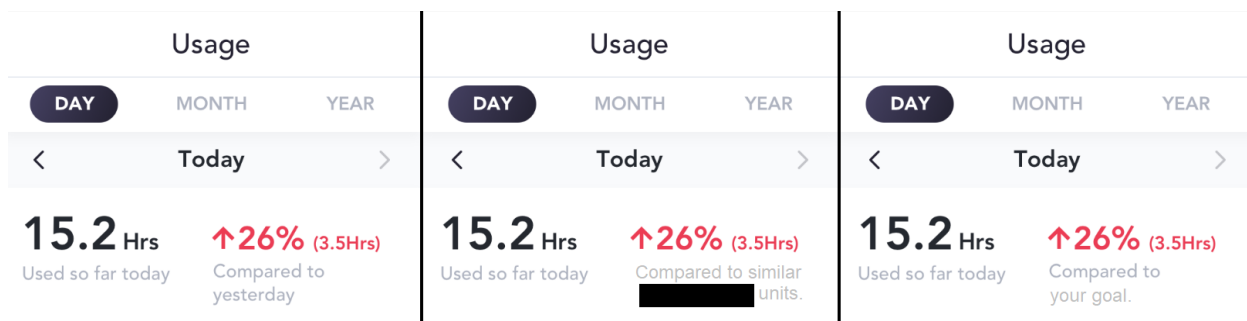 Usage
DAY MONTH YEAR
< Today >
15.2 Hrs ↑26% (3.5Hrs)
Used so far today Compared to
yesterday
Usage
DAY MONTH YEAR
< Today >
15.2 Hrs ↑26% (3.5Hrs)
Used so far today Compared to similar
units.
Usage
DAY MONTH YEAR
< Today >
15.2 Hrs ↑26% (3.5Hrs)
Used so far today Compared to
your goal.